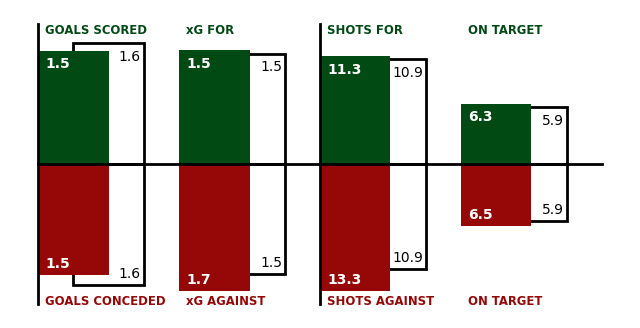 GOALS SCORED xG FOR SHOTS FOR ON TARGET
1.5 1.6 1.5 1.5 11.3 10.9 6.3 5.9
1.5 1.6 1.7 1.5 13.3 10.9 6.5 5.9
GOALS CONCEDED xG AGAINST SHOTS AGAINST ON TARGET